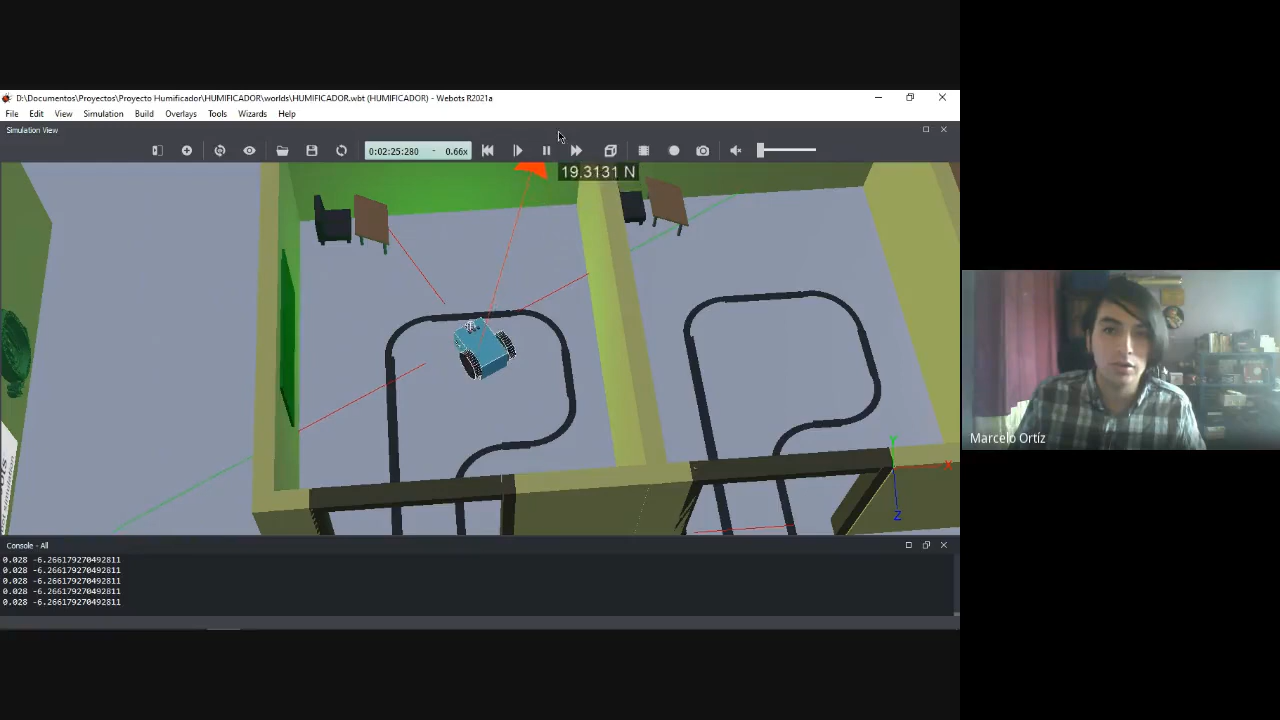 D:\Documentos\Proyectos\Proyecto Humificador\HUMIFICADOR\worlds\HUMIFICADOR.wbt (HUMIFICADOR) - Webots R2021a
File Edit View Simulation Build Overlays Tools Wizards Help
Simulation View
0:02:25:280 - 0.66x
19.3131 N
Marcelo Ortíz
Y
X
Z
Console - All
0.028 -6.266179270492811
0.028 -6.266179270492811
0.028 -6.266179270492811
0.028 -6.266179270492811
0.028 -6.266179270492811